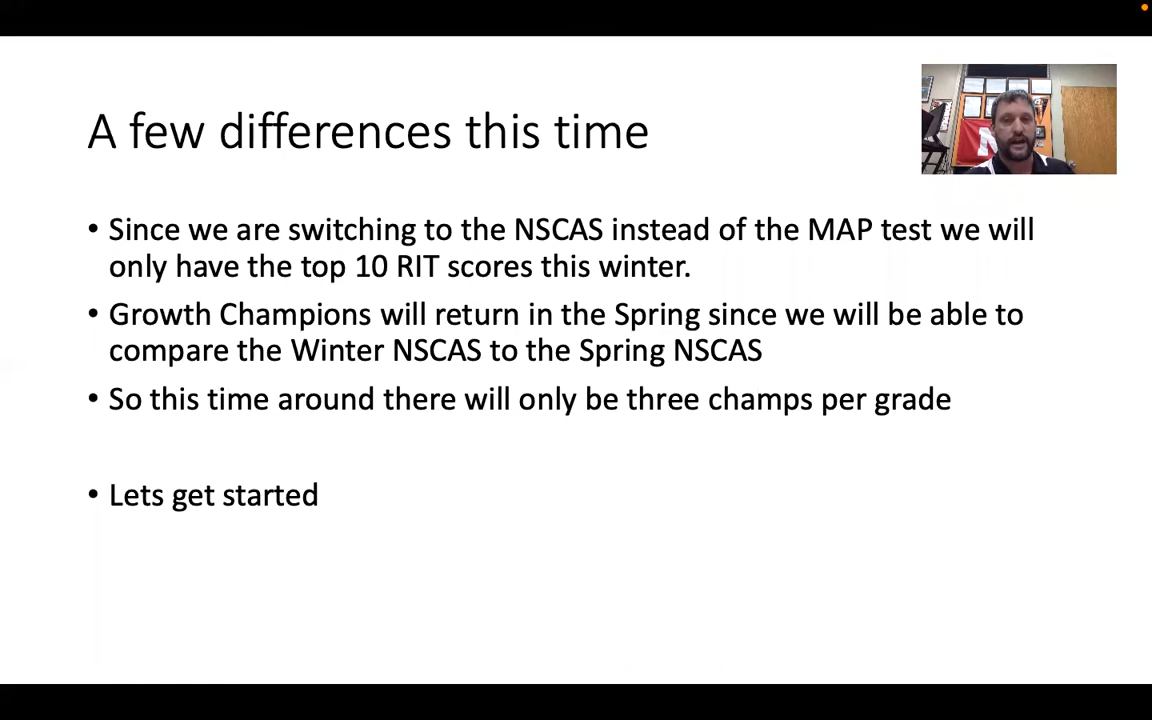 A few differences this time
• Since we are switching to the NSCAS instead of the MAP test we will
only have the top 10 RIT scores this winter.
• Growth Champions will return in the Spring since we will be able to
compare the Winter NSCAS to the Spring NSCAS
• So this time around there will only be three champs per grade
• Lets get started